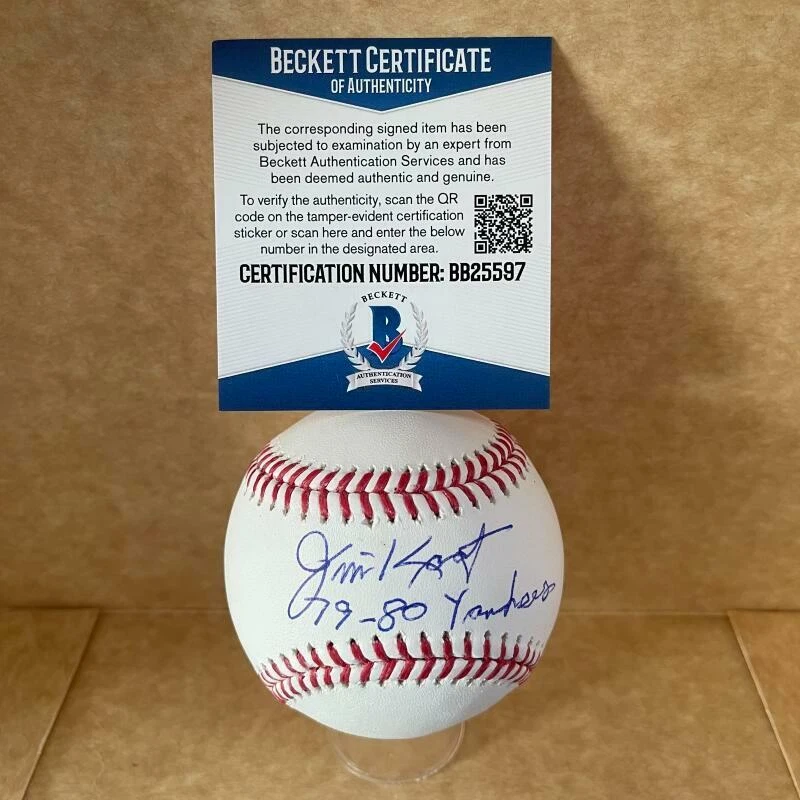 BECKETT CERTIFICATE
OF AUTHENTICITY
The corresponding signed item has been
subjected to examination by an expert from
Beckett Authentication Services and has
been deemed authentic and genuine.
To verify the authenticity, scan the QR
code on the tamper-evident certification
sticker or scan here and enter the below
number in the designated area.
CERTIFICATION NUMBER: BB25597
BECKETT
B
AUTHENTICATION
SERVICES
Jim Kaat
79-80 Yankees